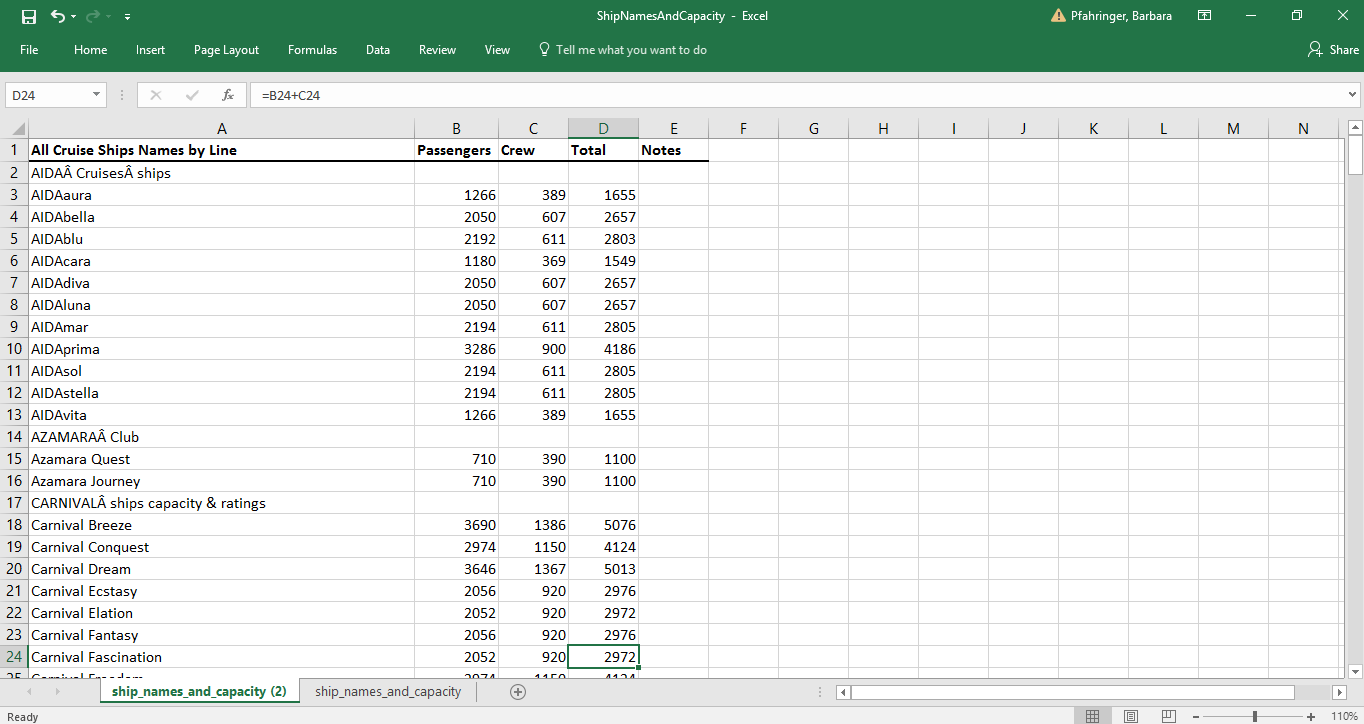 ShipNamesAndCapacity - Excel
Pfahringer, Barbara
File Home Insert Page Layout Formulas Data Review View Tell me what you want to do Share
D24 fx =B24+C24
A B C D E F G H I J K L M N
1 All Cruise Ships Names by Line Passengers Crew Total Notes
2 AIDAÂ CruisesÂ ships
3 AIDAaura 1266 389 1655
4 AIDAbella 2050 607 2657
5 AIDAblu 2192 611 2803
6 AIDAcara 1180 369 1549
7 AIDAdiva 2050 607 2657
8 AIDAluna 2050 607 2657
9 AIDAmar 2194 611 2805
10 AIDAprima 3286 900 4186
11 AIDAsol 2194 611 2805
12 AIDAstella 2194 611 2805
13 AIDAvita 1266 389 1655
14 AZAMARAÂ Club
15 Azamara Quest 710 390 1100
16 Azamara Journey 710 390 1100
17 CARNIVALÂ ships capacity & ratings
18 Carnival Breeze 3690 1386 5076
19 Carnival Conquest 2974 1150 4124
20 Carnival Dream 3646 1367 5013
21 Carnival Ecstasy 2056 920 2976
22 Carnival Elation 2052 920 2972
23 Carnival Fantasy 2056 920 2976
24 Carnival Fascination 2052 920 2972
25 Carnival Freedom 2974 1150 4124
ship_names_and_capacity (2) ship_names_and_capacity
Ready 110%